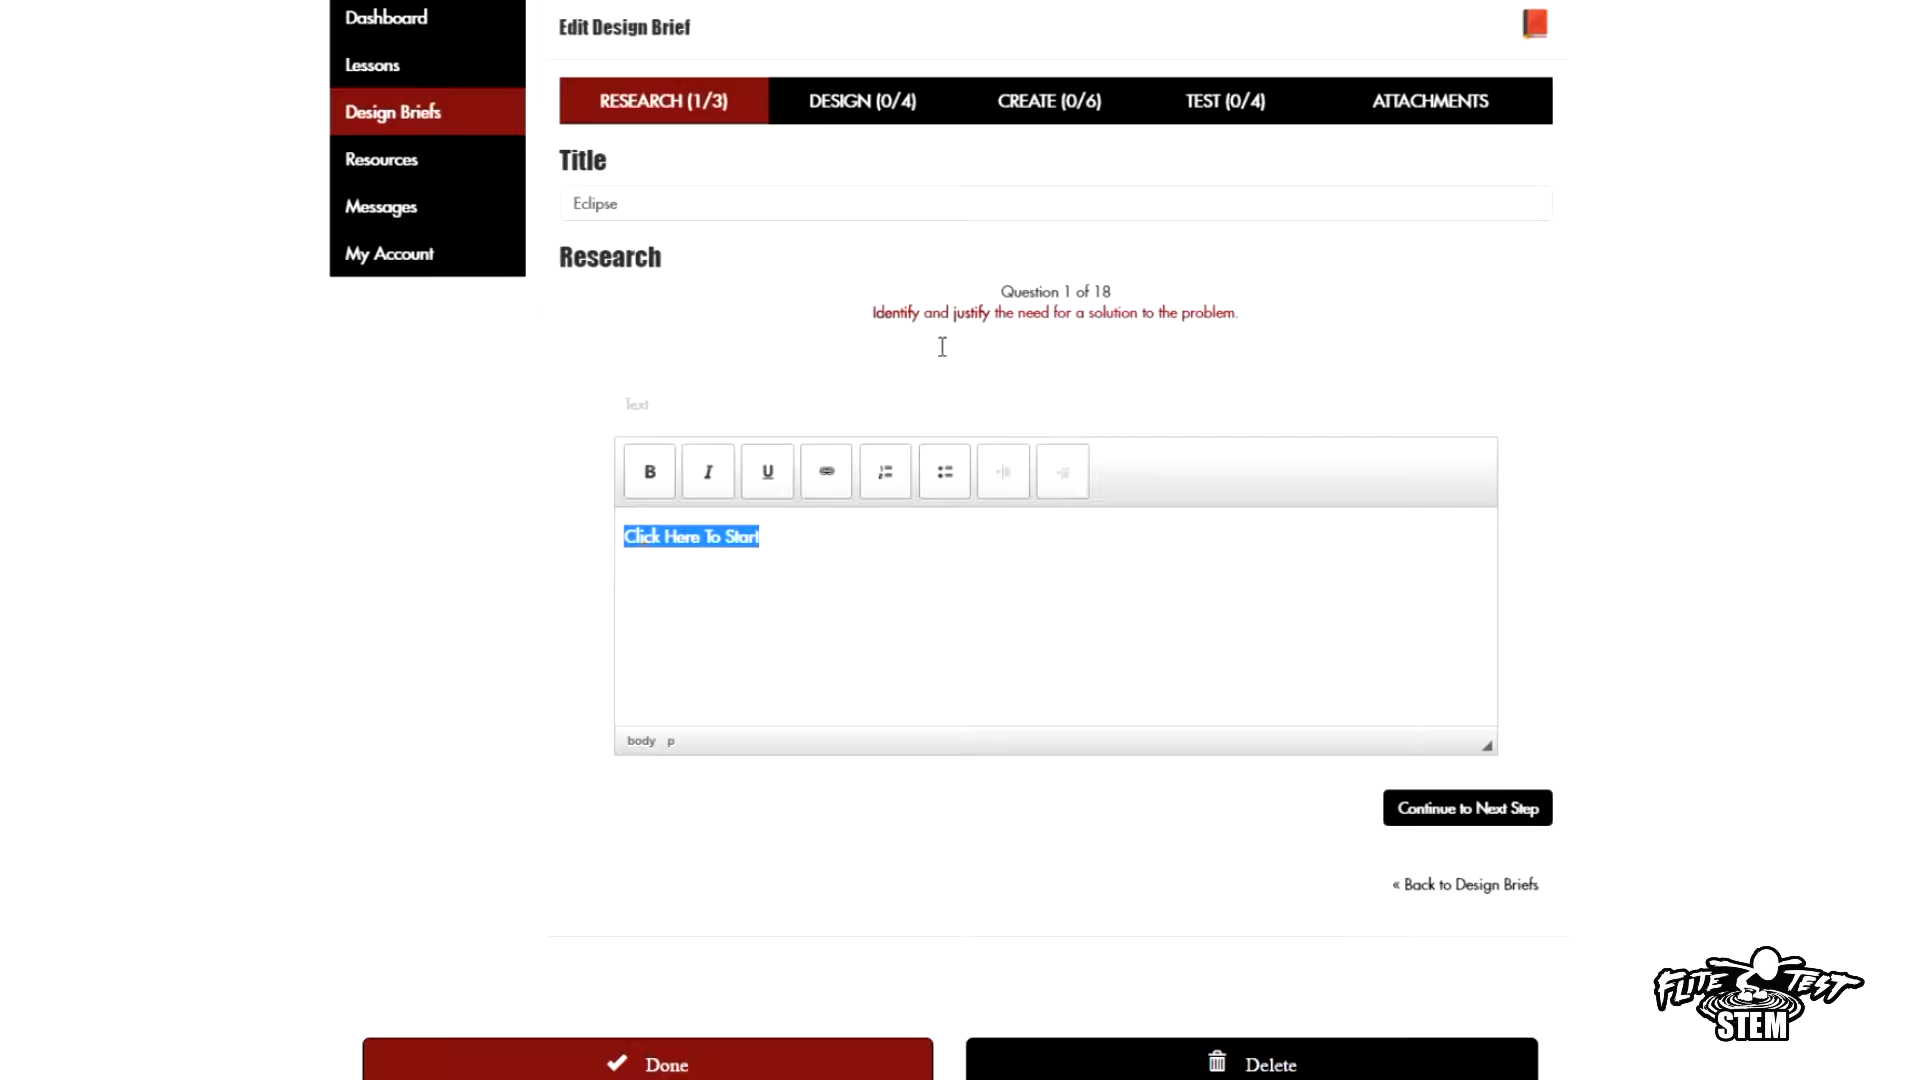 Dashboard
Lessons
Design Briefs
Resources
Messages
My Account
Edit Design Brief
RESEARCH (1/3) DESIGN (0/4) CREATE (0/6) TEST (0/4) ATTACHMENTS
Title
Eclipse
Research
Question 1 of 18
Identify and justify the need for a solution to the problem.
Text
B I U
Click Here To Start
body p
Continue to Next Step
« Back to Design Briefs
Done Delete
FLITE TEST
STEM